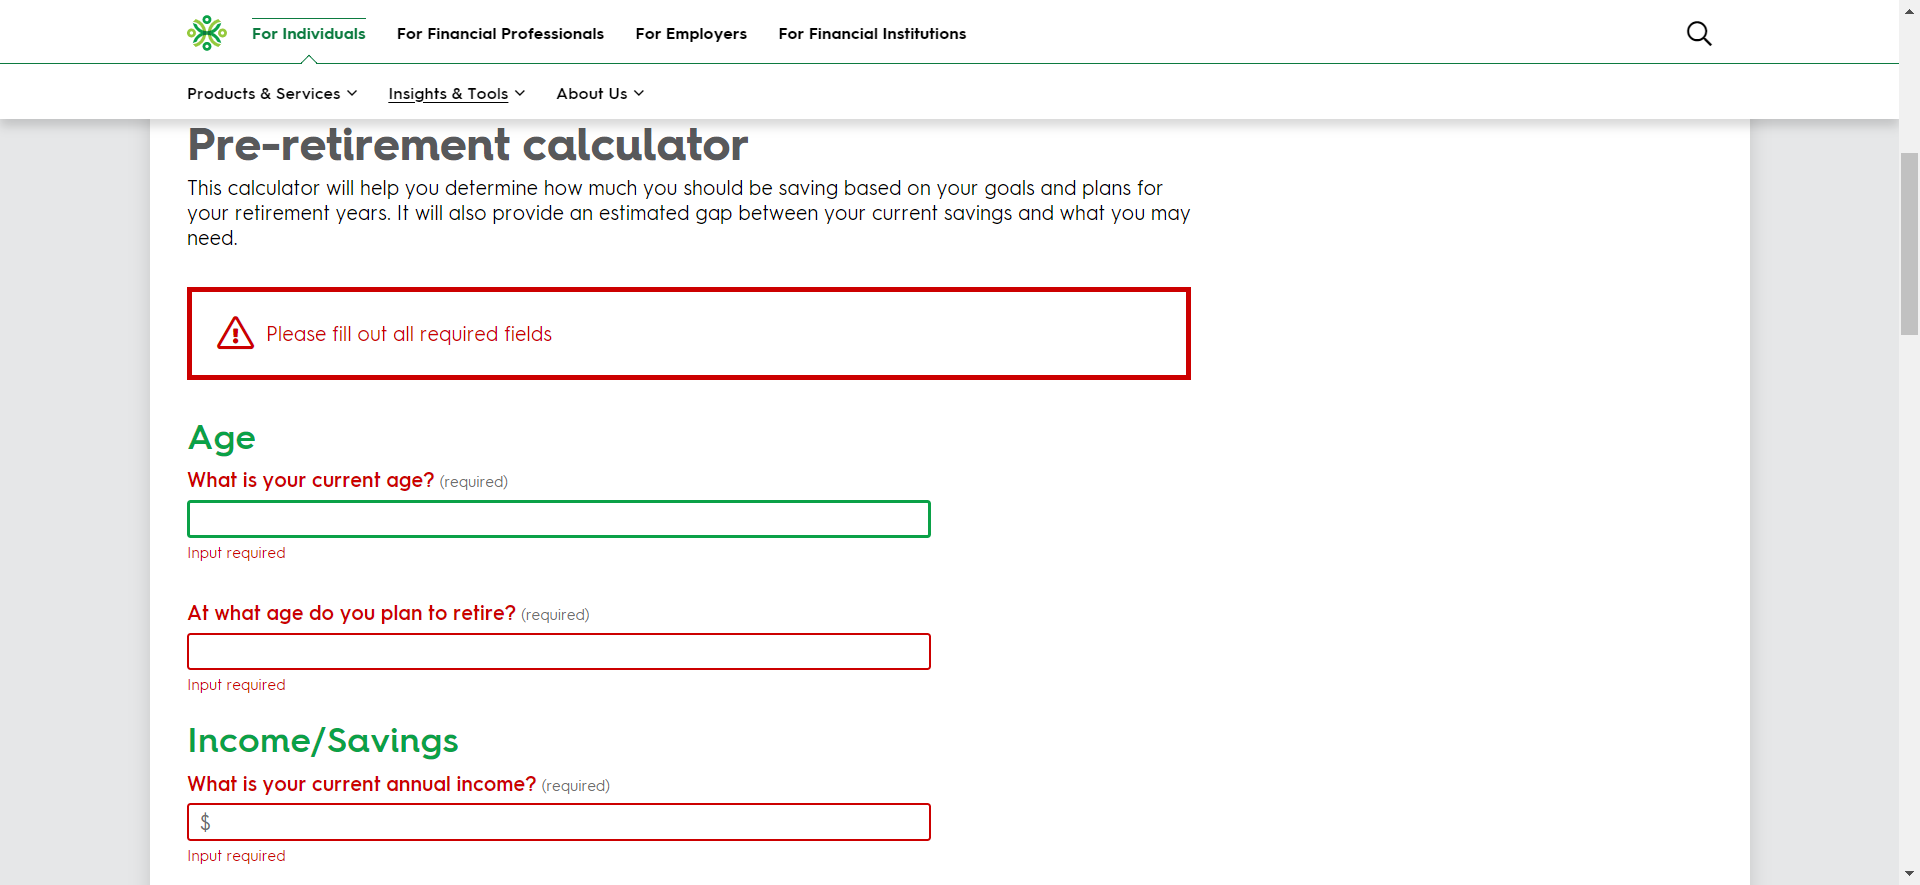 For Individuals
For Financial Professionals
For Employers
For Financial Institutions
Products & Services
Insights & Tools
About Us
Pre-retirement calculator
This calculator will help you determine how much you should be saving based on your goals and plans for
your retirement years. It will also provide an estimated gap between your current savings and what you may
need.
Please fill out all required fields
Age
What is your current age? (required)
Input required
At what age do you plan to retire? (required)
Input required
Income/Savings
What is your current annual income? (required)
$
Input required